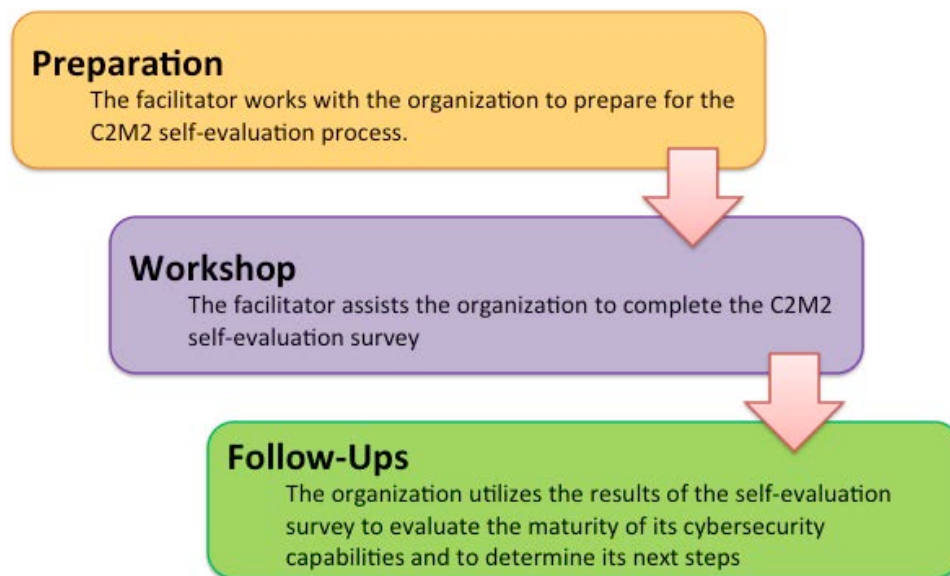 Preparation
The facilitator works with the organization to prepare for the
C2M2 self-evaluation process.
Workshop
The facilitator assists the organization to complete the C2M2
self-evaluation survey
Follow-Ups
The organization utilizes the results of the self-evaluation
survey to evaluate the maturity of its cybersecurity
capabilities and to determine its next steps